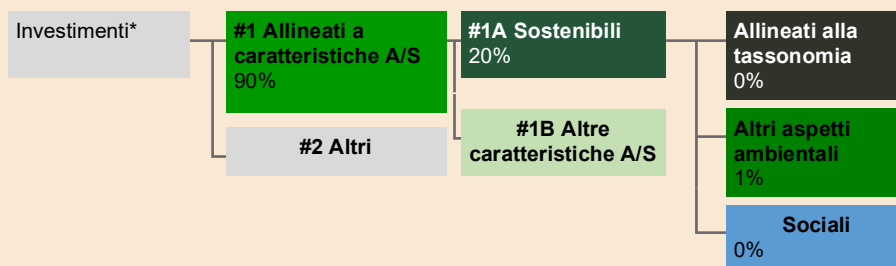 Investimenti*
#1 Allineati a
caratteristiche A/S
90%
#2 Altri
#1A Sostenibili
20%
#1B Altre
caratteristiche A/S
Allineati alla
tassonomia
0%
Altri aspetti
ambientali
1%
Sociali
0%